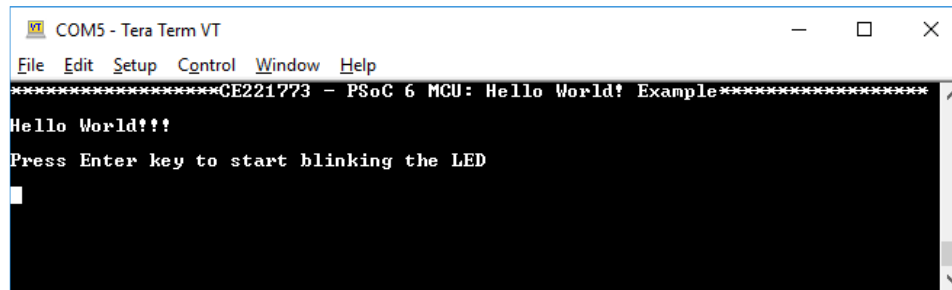 COM5 - Tera Term VT
File Edit Setup Control Window Help
******************CE221773 - PSoC 6 MCU: Hello World! Example******************
Hello World!!!
Press Enter key to start blinking the LED